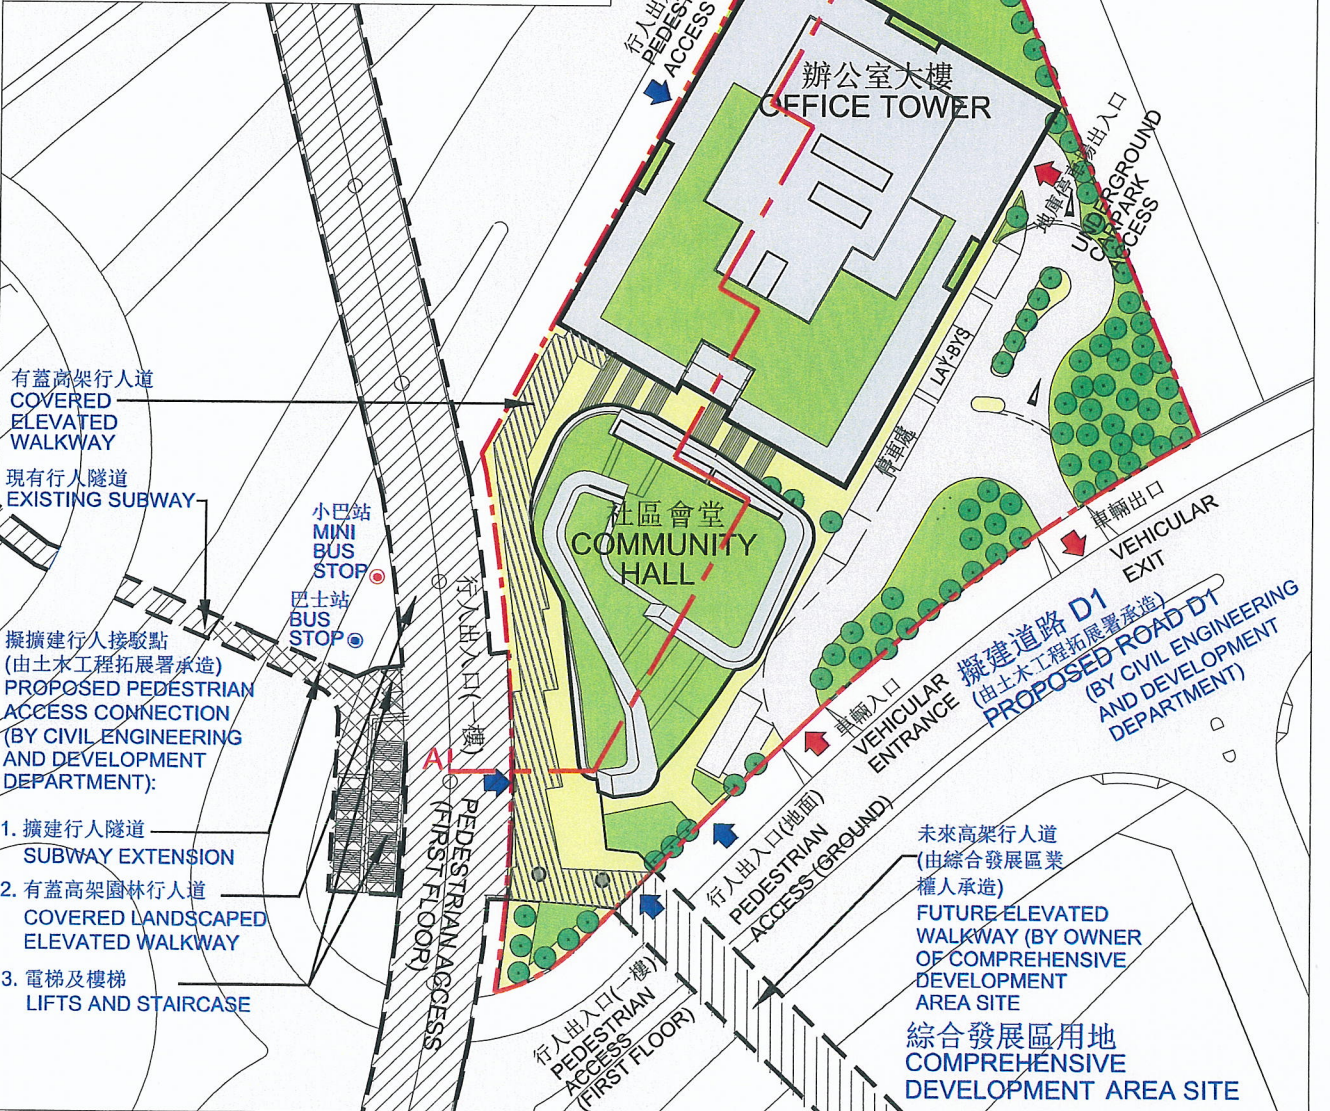 行人出
PEDEST
ACCESS
辦公室大樓
OFFICE TOWER
地庫停車場出入口
UNDERGROUND
CARPARK
ACCESS
LAY-BYS
停車處
有蓋高架行人道
COVERED
ELEVATED
WALKWAY
現有行人隧道
EXISTING SUBWAY
小巴站
MINI
BUS
STOP
巴士站
BUS
STOP
社區會堂
COMMUNITY
HALL
車輛出口
VEHICULAR
EXIT
擬建道路 D1
(由土木工程拓展署承造)
PROPOSED ROAD D1
(BY CIVIL ENGINEERING
AND DEVELOPMENT
DEPARTMENT)
車輛入口
VEHICULAR
ENTRANCE
擬擴建行人接駁點
(由土木工程拓展署承造)
PROPOSED PEDESTRIAN
ACCESS CONNECTION
(BY CIVIL ENGINEERING
AND DEVELOPMENT
DEPARTMENT):
1. 擴建行人隧道
SUBWAY EXTENSION
2. 有蓋高架園林行人道
COVERED LANDSCAPED
ELEVATED WALKWAY
3. 電梯及樓梯
LIFTS AND STAIRCASE
行人出入口(一樓)
PEDESTRIAN ACCESS
(FIRST FLOOR)
A
行人出入口(地面)
PEDESTRIAN
ACCESS (GROUND)
行人出入口(一樓)
PEDESTRIAN
ACCESS
(FIRST FLOOR)
未來高架行人道
(由綜合發展區業
權人承造)
FUTURE ELEVATED
WALKWAY (BY OWNER
OF COMPREHENSIVE
DEVELOPMENT
AREA SITE)
綜合發展區用地
COMPREHENSIVE
DEVELOPMENT AREA SITE